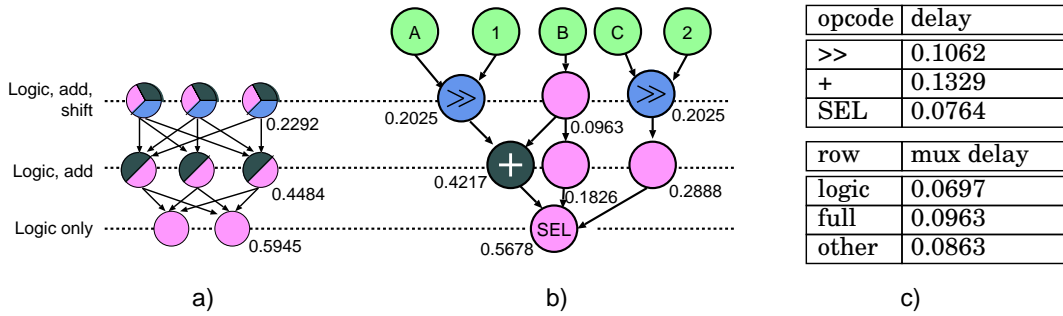 Logic, add,
shift
0.2292
Logic, add
0.4484
Logic only
0.5945
a)
A 1 B C 2
>> >>
0.2025 0.0963 0.2025
+
0.4217 0.1826 0.2888
SEL
0.5678
b)
opcode delay
>> 0.1062
+ 0.1329
SEL 0.0764
row mux delay
logic 0.0697
full 0.0963
other 0.0863
c)